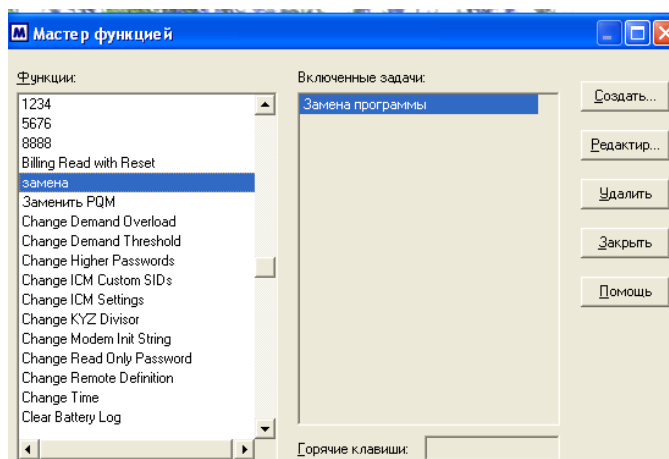 Мастер функцией
Функции:
1234
5676
8888
Billing Read with Reset
замена
Заменить PQM
Change Demand Overload
Change Demand Threshold
Change Higher Passwords
Change ICM Custom SIDs
Change ICM Settings
Change KYZ Divisor
Change Modem Init String
Change Read Only Password
Change Remote Definition
Change Time
Clear Battery Log
Включенные задачи:
Замена программы
Горячие клавиши:
Создать...
Редактир...
Удалить
Закрыть
Помощь